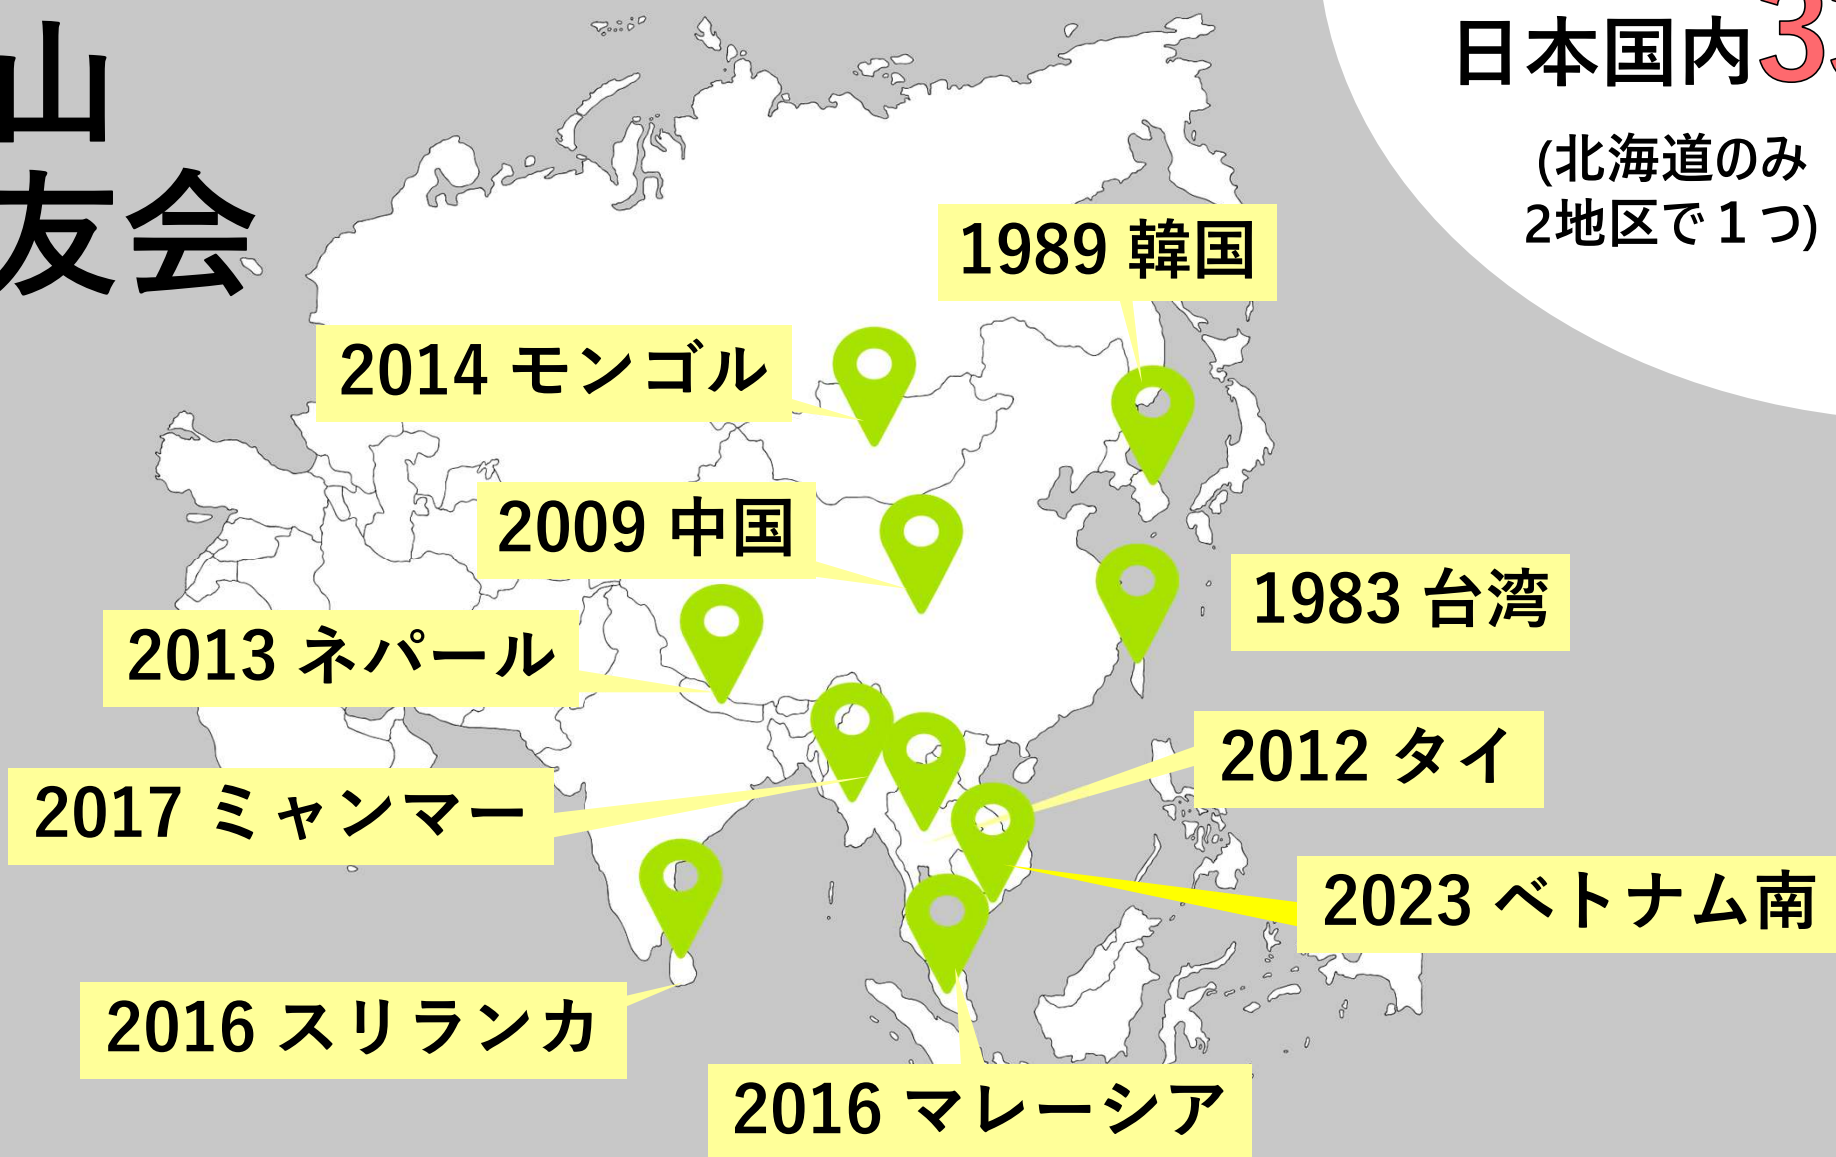 山
友会
日本国内3
(北海道のみ
2地区で１つ)
1989 韓国
2014 モンゴル
2009 中国
1983 台湾
2013 ネパール
2012 タイ
2017 ミャンマー
2023 ベトナム南
2016 スリランカ
2016 マレーシア